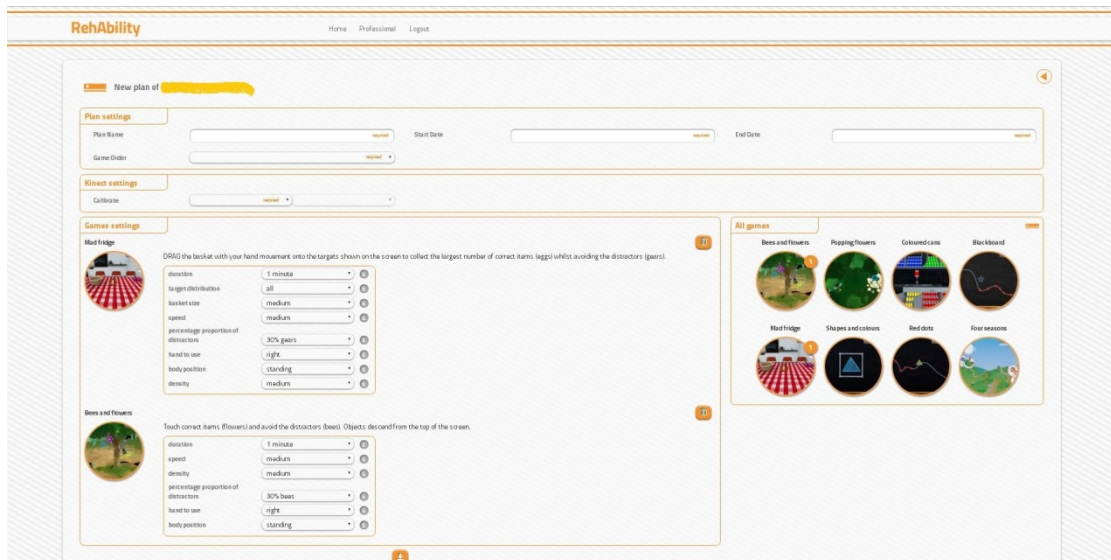 RehAbility
Home Professional Logout
New plan of
Plan settings
Plan Name required Start Date required End Date required
Game Order required
Kinect settings
Calibrate required
Games settings
Mad fridge
DRAG the basket with your hand movement onto the targets shown on the screen to collect the largest number of correct items (eggs) whilst avoiding the distractors (gears).
duration 1 minute
target distribution all
basket size medium
speed medium
percentage proportion of
distractors 30% gears
hand to use right
body position standing
density medium
Bees and flowers
Touch correct items (flowers) and avoid the distractors (bees). Objects descend from the top of the screen.
duration 1 minute
speed medium
density medium
percentage proportion of
distractors 30% bees
hand to use right
body position standing
All games
Bees and flowers Popping flowers Coloured cans Blackboard
1
Mad fridge Shapes and colours Red dots Four seasons
1